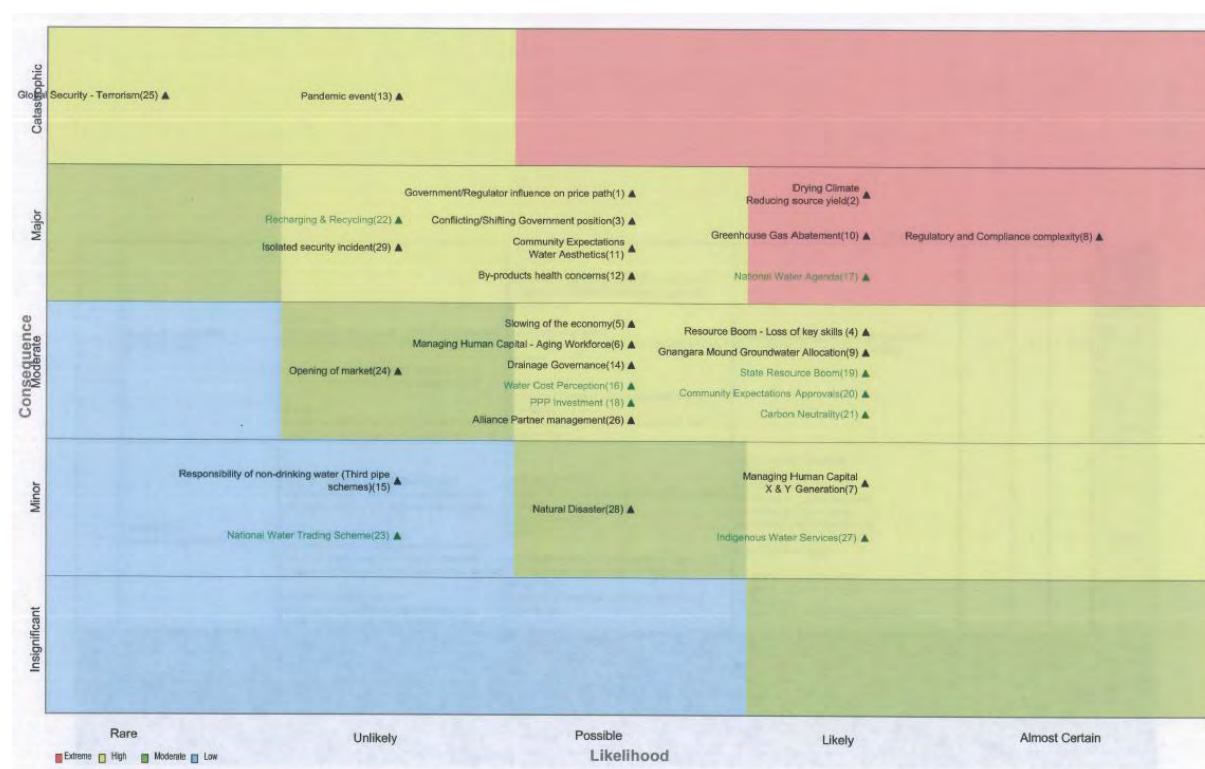 Catastrophic
Global Security - Terrorism(25)
Pandemic event(13)
Major
Government/Regulator influence on price path(1)
Drying Climate
Reducing source yield(2)
Recharging & Recycling(22)
Conflicting/Shifting Government position(3)
Greenhouse Gas Abatement(10)
Regulatory and Compliance complexity(8)
Isolated security incident(29)
Community Expectations
Water Aesthetics(11)
By-products health concerns(12)
National Water Agenda(17)
Consequence
Moderate
Slowing of the economy(5)
Resource Boom - Loss of key skills (4)
Managing Human Capital - Aging Workforce(6)
Gnangara Mound Groundwater Allocation(9)
Opening of market(24)
Drainage Governance(14)
State Resource Boom(19)
Water Cost Perception(16)
Community Expectations Approvals(20)
PPP Investment (18)
Carbon Neutrality(21)
Alliance Partner management(26)
Minor
Responsibility of non-drinking water (Third pipe
schemes)(15)
Managing Human Capital
X & Y Generation(7)
Natural Disaster(28)
National Water Trading Scheme(23)
Indigenous Water Services(27)
Insignificant
Rare
Unlikely
Possible
Likely
Almost Certain
Likelihood
Extreme High Moderate Low